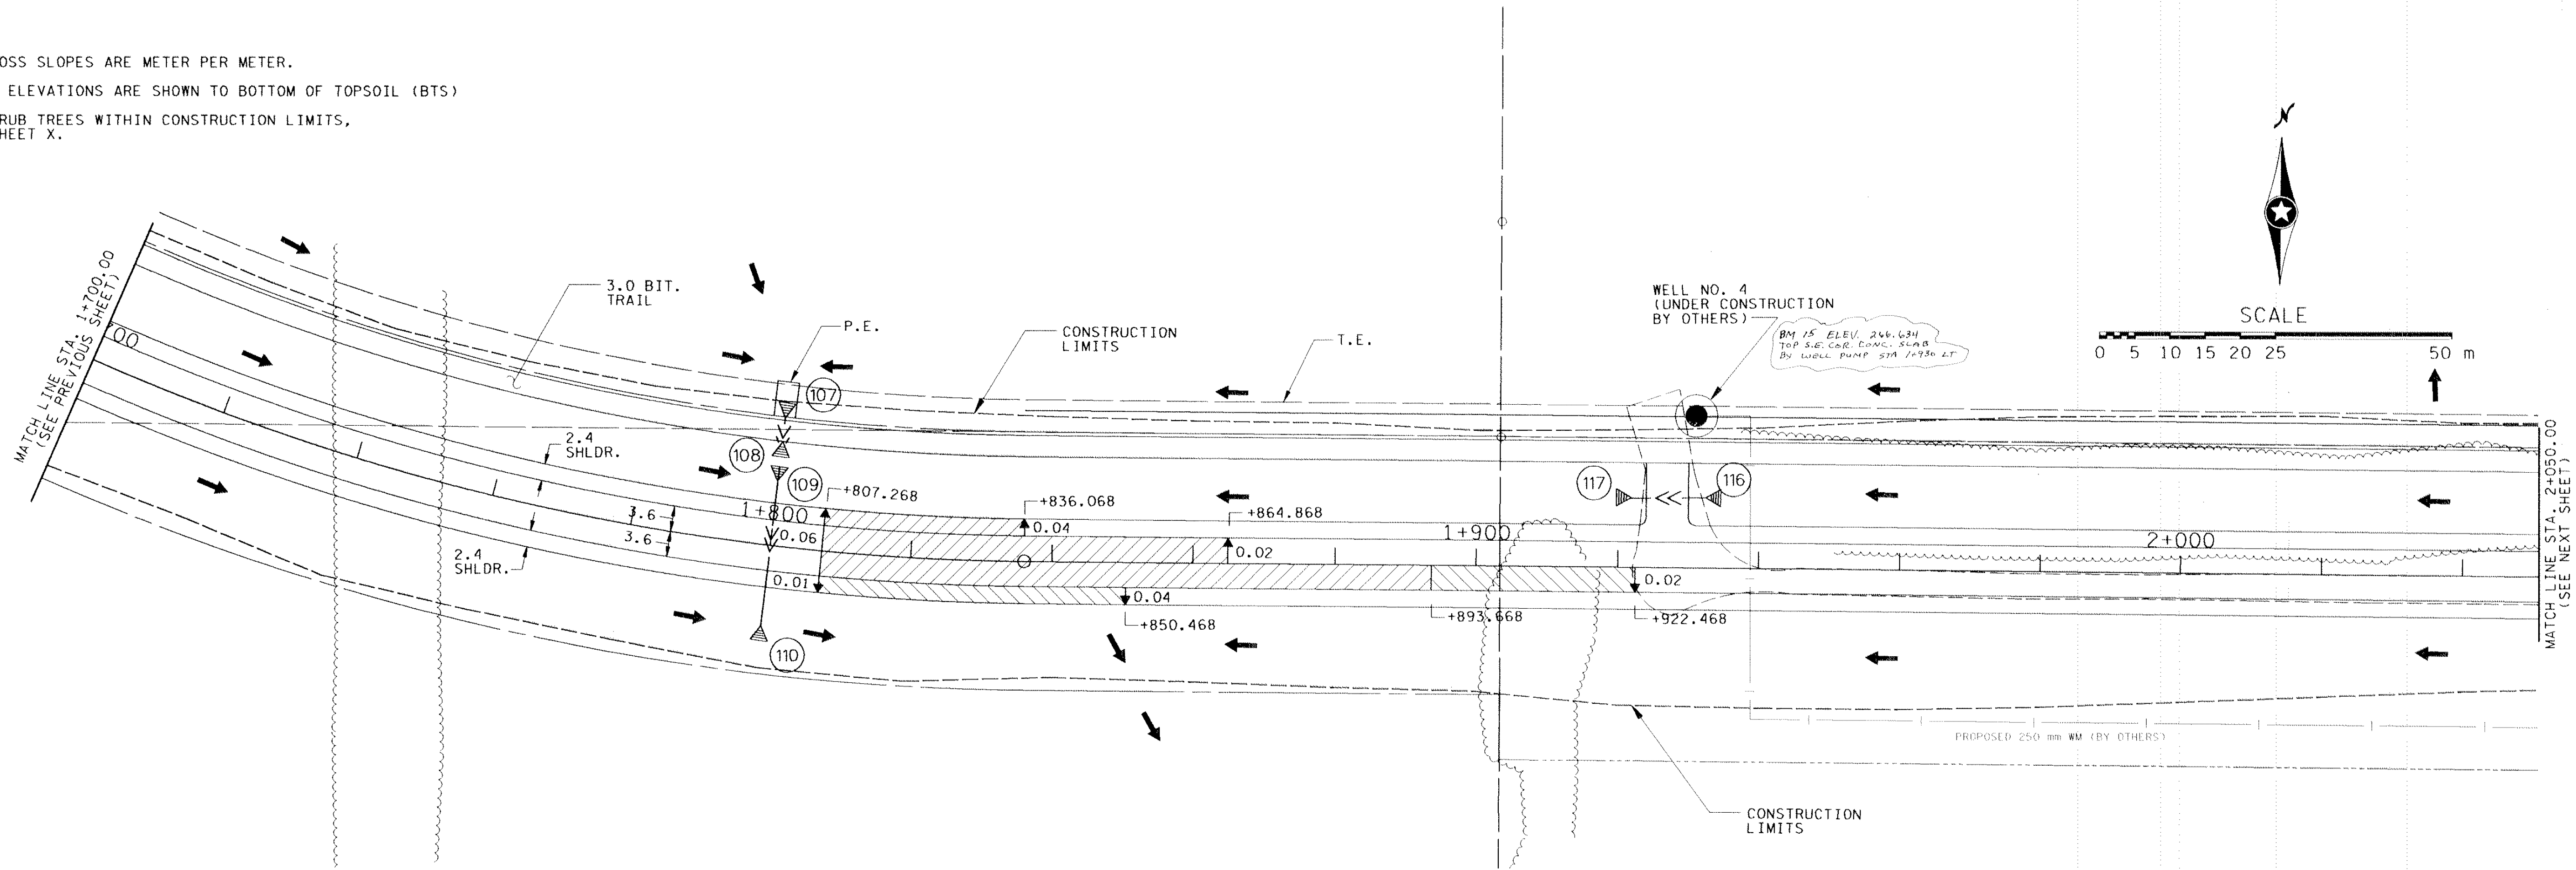 OSS SLOPES ARE METER PER METER.
ELEVATIONS ARE SHOWN TO BOTTOM OF TOPSOIL (BTS)
RUB TREES WITHIN CONSTRUCTION LIMITS,
HEET X.
N
SCALE
0 5 10 15 20 25 50 m
MATCH LINE STA. 1+700.00
(SEE PREVIOUS SHEET)
00
3.0 BIT.
TRAIL
P.E.
CONSTRUCTION
LIMITS
T.E.
WELL NO. 4
(UNDER CONSTRUCTION
BY OTHERS)
BM 15 ELEV. 266.634
TOP S.E. COR. CONC. SLAB
BY WELL PUMP STA 1+930 LT
107
108
109
110
117
116
2.4
SHLDR.
3.6
3.6
2.4
SHLDR.
1+800
+807.268
+836.068
+864.868
0.04
0.06
0.02
0.01
0.04
+850.468
+893.668
+922.468
0.02
1+900
2+000
MATCH LINE STA. 2+050.00
(SEE NEXT SHEET)
PROPOSED 250 mm WM (BY OTHERS)
CONSTRUCTION
LIMITS